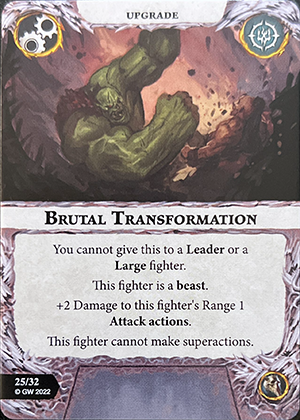 UPGRADE
BRUTAL TRANSFORMATION
You cannot give this to a Leader or a
Large fighter.
This fighter is a beast.
+2 Damage to this fighter's Range 1
Attack actions.
This fighter cannot make superactions.
25/32
© GW 2022